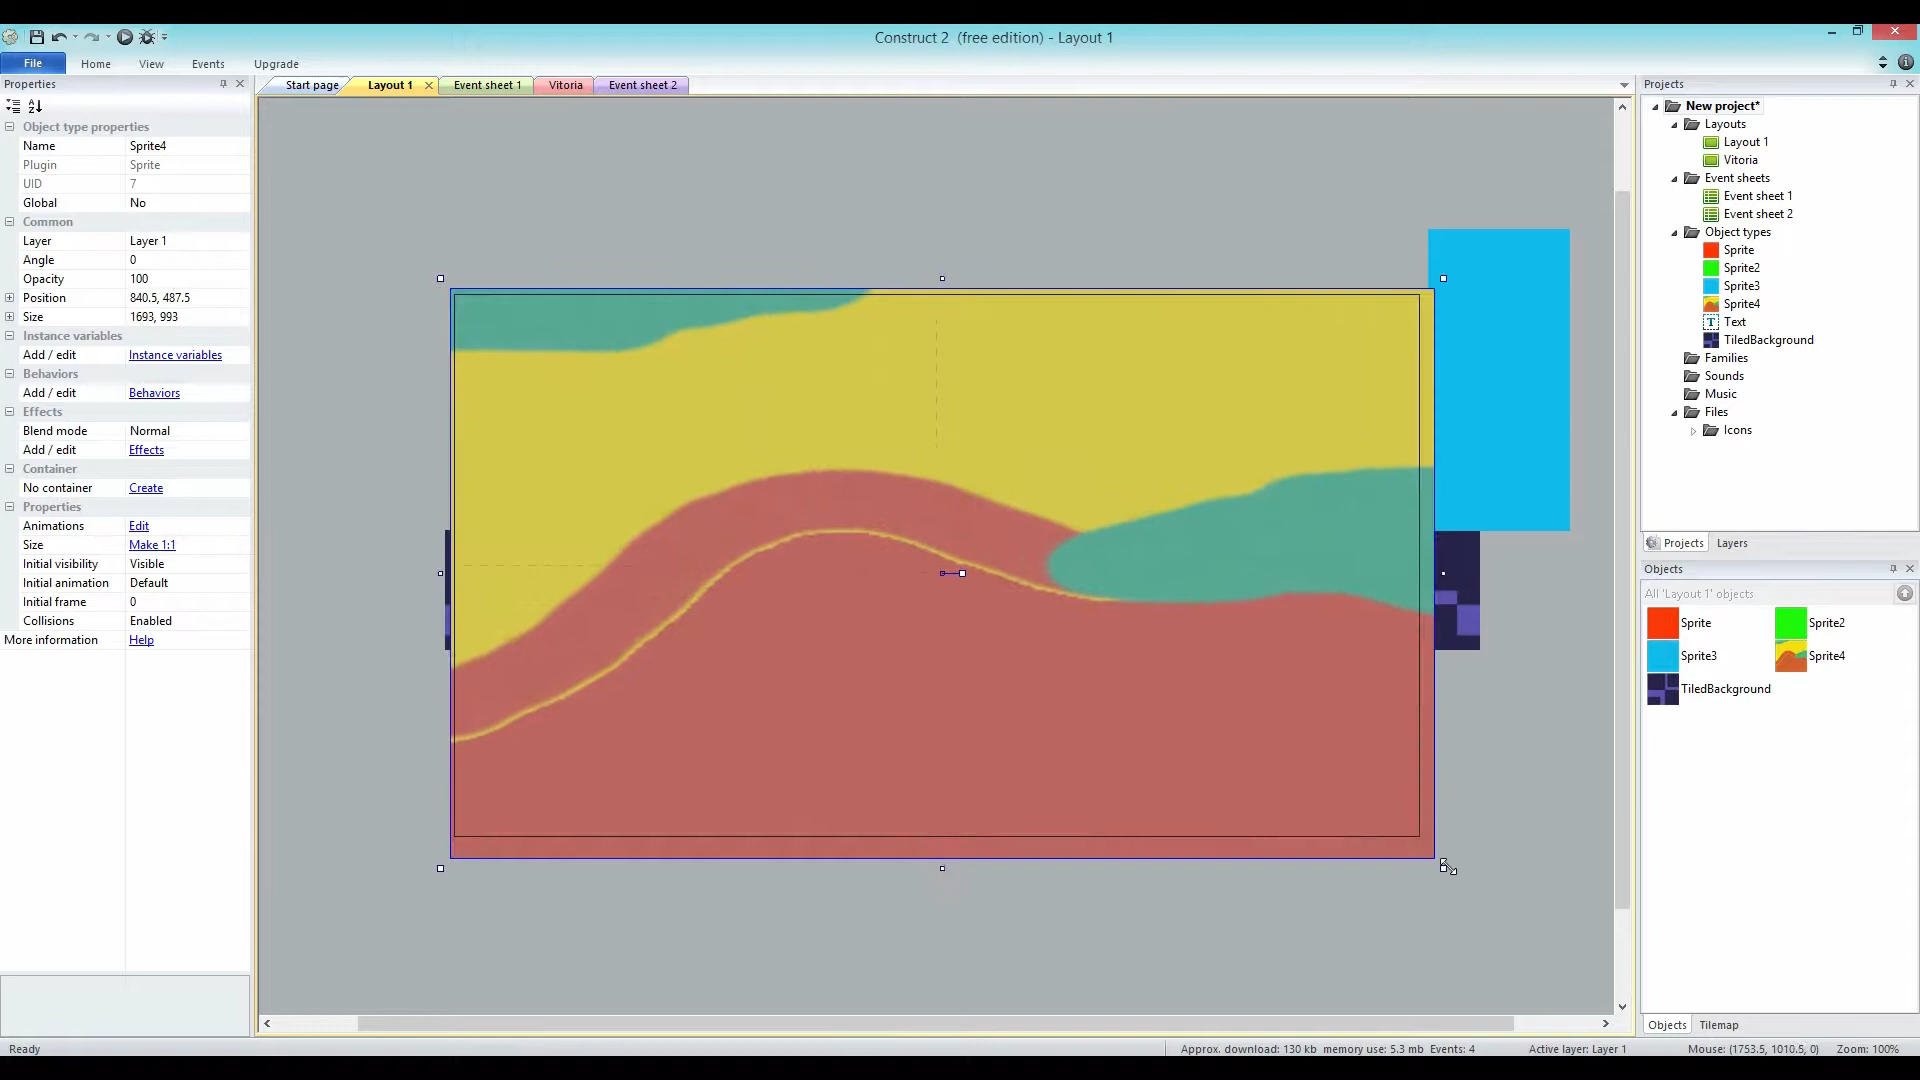 Construct 2 (free edition) - Layout 1
File Home View Events Upgrade
Properties
Start page Layout 1 Event sheet 1 Vitoria Event sheet 2
Object type properties
Name Sprite4
Plugin Sprite
UID 7
Global No
Common
Layer Layer 1
Angle 0
Opacity 100
Position 840.5, 487.5
Size 1693, 993
Instance variables
Add / edit Instance variables
Behaviors
Add / edit Behaviors
Effects
Blend mode Normal
Add / edit Effects
Container
No container Create
Properties
Animations Edit
Size Make 1:1
Initial visibility Visible
Initial animation Default
Initial frame 0
Collisions Enabled
More information Help
Projects
New project*
Layouts
Layout 1
Vitoria
Event sheets
Event sheet 1
Event sheet 2
Object types
Sprite
Sprite2
Sprite3
Sprite4
Text
TiledBackground
Families
Sounds
Music
Files
Icons
Projects Layers
Objects
All 'Layout 1' objects
Sprite Sprite2
Sprite3 Sprite4
TiledBackground
Objects Tilemap
Ready
Approx. download: 130 kb memory use: 5.3 mb Events: 4 Active layer: Layer 1 Mouse: (1753.5, 1010.5, 0) Zoom: 100%